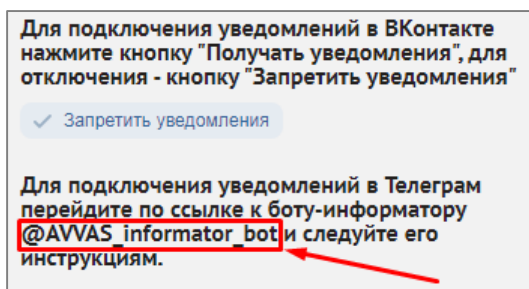 Для подключения уведомлений в ВКонтакте
нажмите кнопку "Получать уведомления", для
отключения - кнопку "Запретить уведомления"
Запретить уведомления
Для подключения уведомлений в Телеграм
перейдите по ссылке к боту-информатору
@AVVAS_informator_bot и следуйте его
инструкциям.